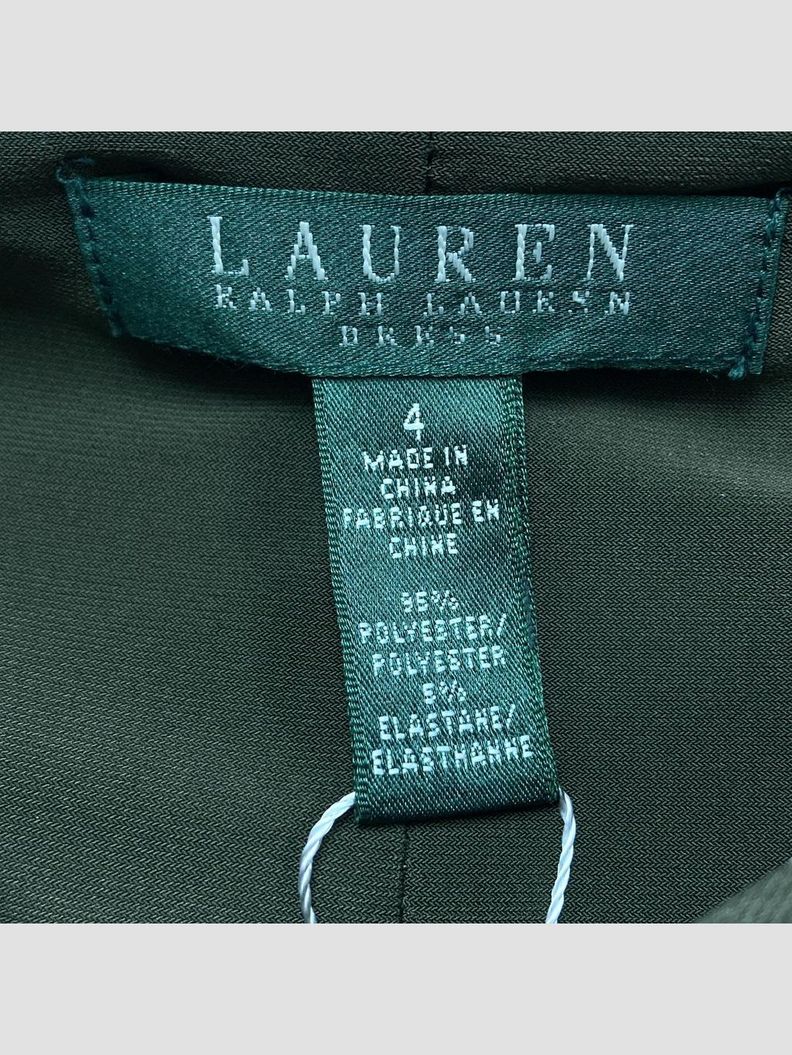 LAUREN
RALPH LAUREN
DRESS
4
MADE IN
CHINA
FABRIQUE EN
CHINE
95%
POLYESTER/
POLYESTER
5%
ELASTANE/
ELASTHANNE